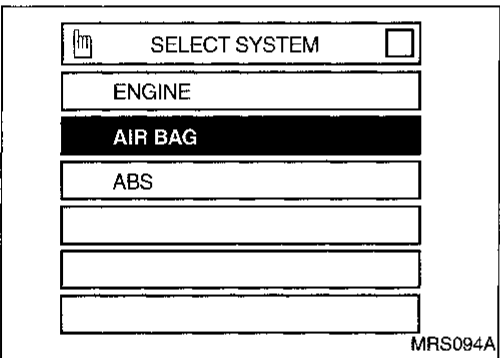 SELECT SYSTEM
ENGINE
AIR BAG
ABS
MRS094A